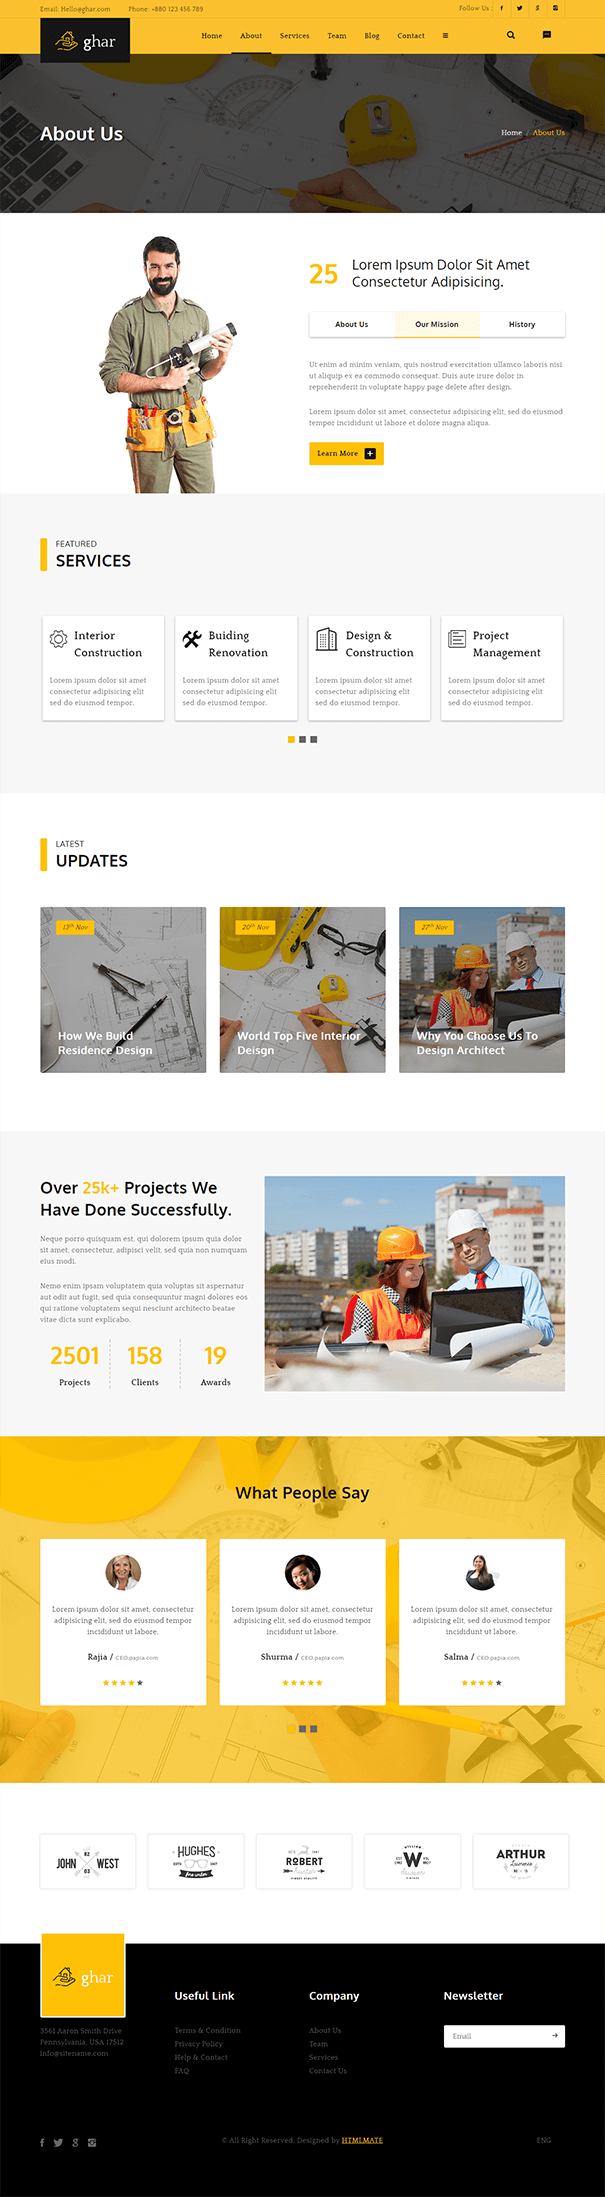 Email: Hello@ghar.com Phone: +880 123 456 789 Follow Us :
ghar
Home About Services Team Blog Contact
About Us
Home / About Us
25
Lorem Ipsum Dolor Sit Amet
Consectetur Adipisicing.
About Us Our Mission History
Ut enim ad minim veniam, quis nostrud exercitation ullamco laboris nisi
ut aliquip ex ea commodo consequat. Duis aute irure dolor in
reprehenderit in voluptate happy page delete after design.
Lorem ipsum dolor sit amet, consectetur adipisicing elit, sed do eiusmod
tempor incididunt ut labore et dolore magna aliqua.
Learn More
FEATURED
SERVICES
Interior
Construction
Lorem ipsum dolor sit amet
consectetur adipisicing elit
sed do eiusmod tempor.
Buiding
Renovation
Lorem ipsum dolor sit amet
consectetur adipisicing elit
sed do eiusmod tempor.
Design &
Construction
Lorem ipsum dolor sit amet
consectetur adipisicing elit
sed do eiusmod tempor.
Project
Management
Lorem ipsum dolor sit amet
consectetur adipisicing elit
sed do eiusmod tempor.
LATEST
UPDATES
13th Nov
How We Build
Residence Design
20th Nov
World Top Five Interior
Deisgn
27th Nov
Why You Choose Us To
Design Architect
Over 25k+ Projects We
Have Done Successfully.
Neque porro quisquam est, qui dolorem ipsum quia dolor
sit amet, consectetur, adipisci velit, sed quia non numquam
eius modi.
Nemo enim ipsam voluptatem quia voluptas sit aspernatur
aut odit aut fugit, sed quia consequuntur magni dolores eos
qui ratione voluptatem sequi nesciunt architecto beatae
vitae dicta sunt explicabo.
2501 158 19
Projects Clients Awards
What People Say
Lorem ipsum dolor sit amet, consectetur
adipisicing elit, sed do eiusmod tempor
incididunt ut labore.
Rajia / CEO,papia.com
Lorem ipsum dolor sit amet, consectetur
adipisicing elit, sed do eiusmod tempor
incididunt ut labore.
Shurma / CEO,papia.com
Lorem ipsum dolor sit amet, consectetur
adipisicing elit, sed do eiusmod tempor
incididunt ut labore.
Salma / CEO,papia.com
JOHN WEST
82
03
HUGHES
ROBERT
hunter
WILLIAM
W
dawson
ARTHUR
ghar
3561 Aaron Smith Drive
Pennsylvania, USA 17512
info@sitename.com
Useful Link
Terms & Condition
Privacy Policy
Help & Contact
FAQ
Company
About Us
Team
Services
Contact Us
Newsletter
Email
© All Right Reserved. Designed by HTMLMATE
ENG